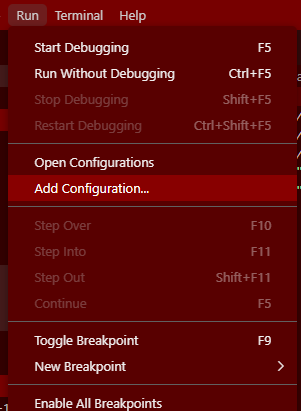 Run Terminal Help
Start Debugging F5
Run Without Debugging Ctrl+F5
Stop Debugging Shift+F5
Restart Debugging Ctrl+Shift+F5
Open Configurations
Add Configuration...
Step Over F10
Step Into F11
Step Out Shift+F11
Continue F5
Toggle Breakpoint F9
New Breakpoint
Enable All Breakpoints